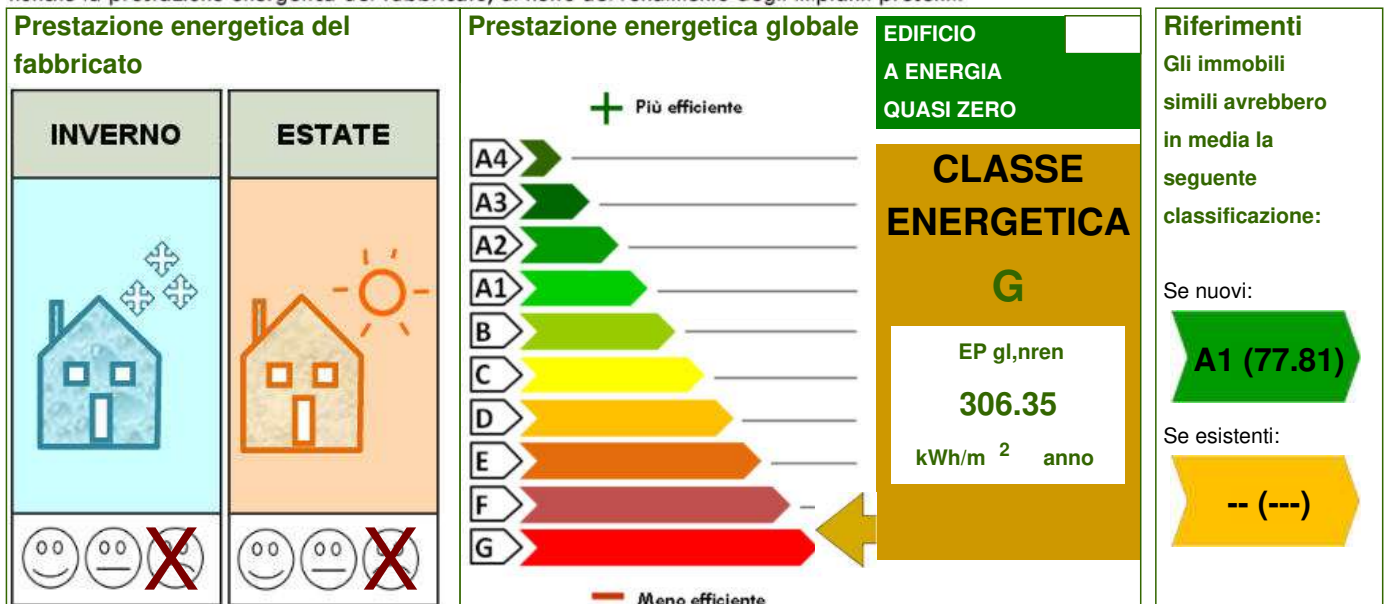 Prestazione energetica del
fabbricato
INVERNO
ESTATE
Prestazione energetica globale
Più efficiente
A4
A3
A2
A1
B
C
D
E
F
G
Meno efficiente
EDIFICIO
A ENERGIA
QUASI ZERO
CLASSE
ENERGETICA
G
EP gl,nren
306.35
kWh/m 2 anno
Riferimenti
Gli immobili
simili avrebbero
in media la
seguente
classificazione:
Se nuovi:
A1 (77.81)
Se esistenti:
-- (---)